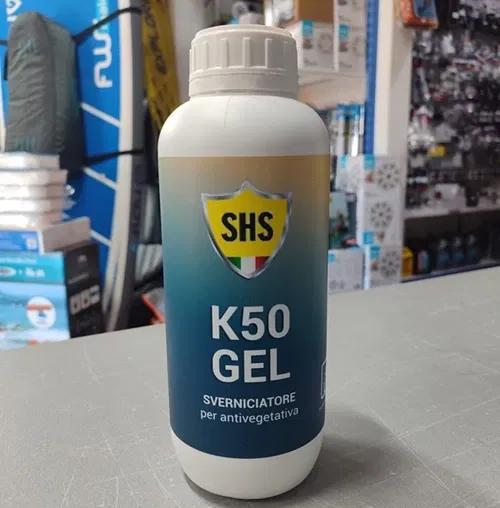 SHS
K50
GEL
SVERNICIATORE
per antivegetativa